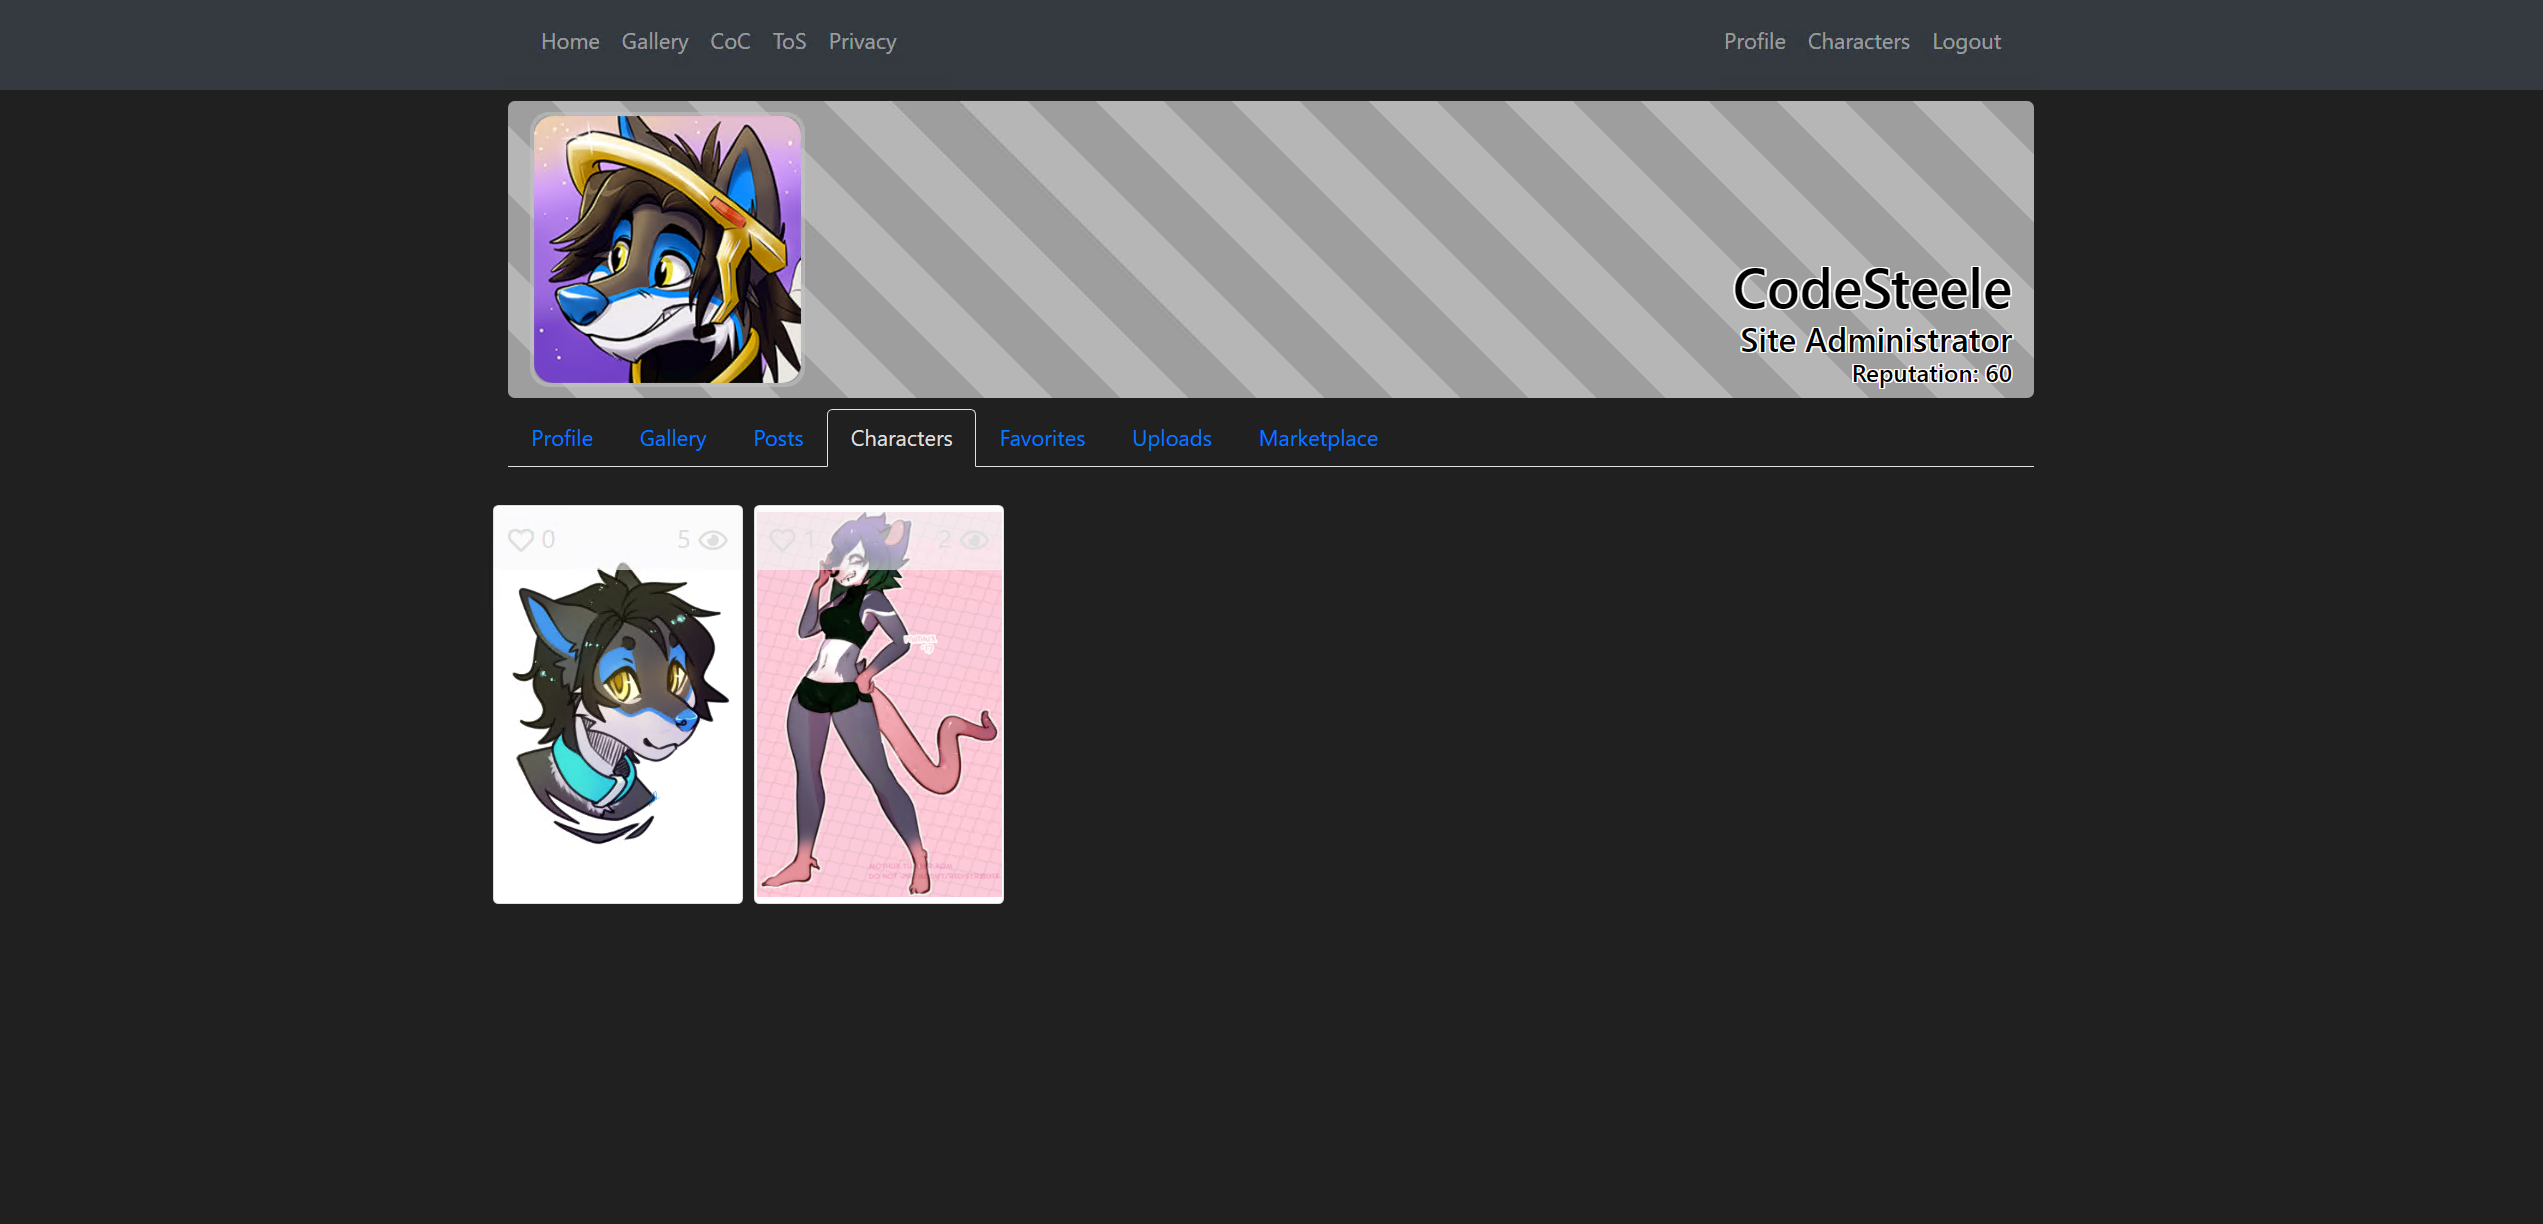 Home Gallery CoC ToS Privacy Profile Characters Logout
CodeSteele
Site Administrator
Reputation: 60
Profile Gallery Posts Characters Favorites Uploads Marketplace
0 5 1 2